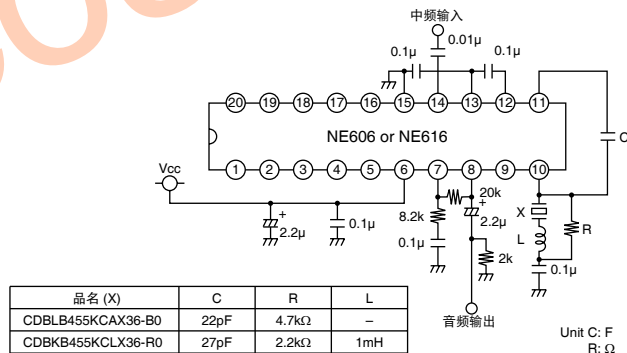 中频输入
0.01μ
0.1μ
0.1μ
20 19 18 17 16 15 14 13 12 11
C
NE606 or NE616
1 2 3 4 5 6 7 8 9 10
Vcc
20k
+
2.2μ
0.1μ
8.2k
+
2.2μ
X
R
L
0.1μ
2k
0.1μ
音频输出
品名 (X) C R L
CDBLB455KCAX36-B0 22pF 4.7kΩ –
CDBKB455KCLX36-R0 27pF 2.2kΩ 1mH
Unit C: F
R: Ω